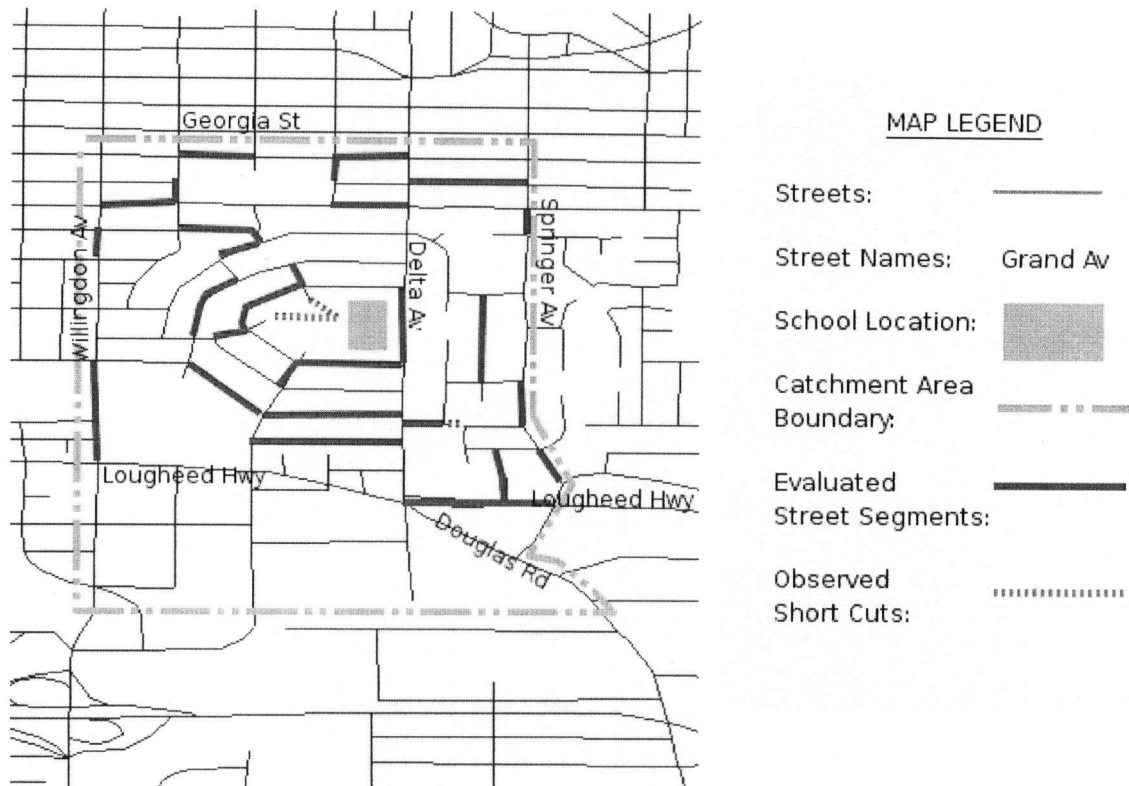 Georgia St
Willingdon Av
Delta Av
Springer Av
Lougheed Hwy
Lougheed Hwy
Douglas Rd
MAP LEGEND
Streets:
Street Names: Grand Av
School Location:
Catchment Area
Boundary:
Evaluated
Street Segments:
Observed
Short Cuts: